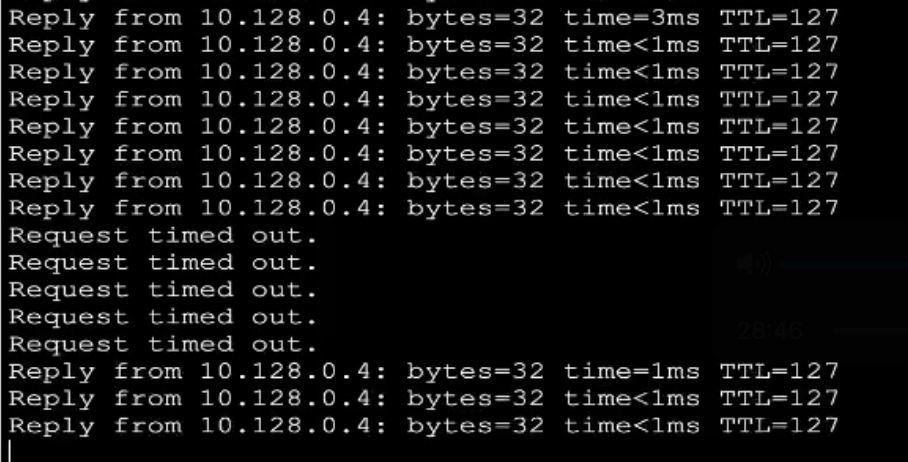 Reply from 10.128.0.4: bytes=32 time=3ms TTL=127
Reply from 10.128.0.4: bytes=32 time<1ms TTL=127
Reply from 10.128.0.4: bytes=32 time<1ms TTL=127
Reply from 10.128.0.4: bytes=32 time<1ms TTL=127
Reply from 10.128.0.4: bytes=32 time<1ms TTL=127
Reply from 10.128.0.4: bytes=32 time<1ms TTL=127
Reply from 10.128.0.4: bytes=32 time<1ms TTL=127
Reply from 10.128.0.4: bytes=32 time<1ms TTL=127
Request timed out.
Request timed out.
Request timed out.
Request timed out.
Request timed out.
Reply from 10.128.0.4: bytes=32 time=1ms TTL=127
Reply from 10.128.0.4: bytes=32 time<1ms TTL=127
Reply from 10.128.0.4: bytes=32 time<1ms TTL=127
28:46